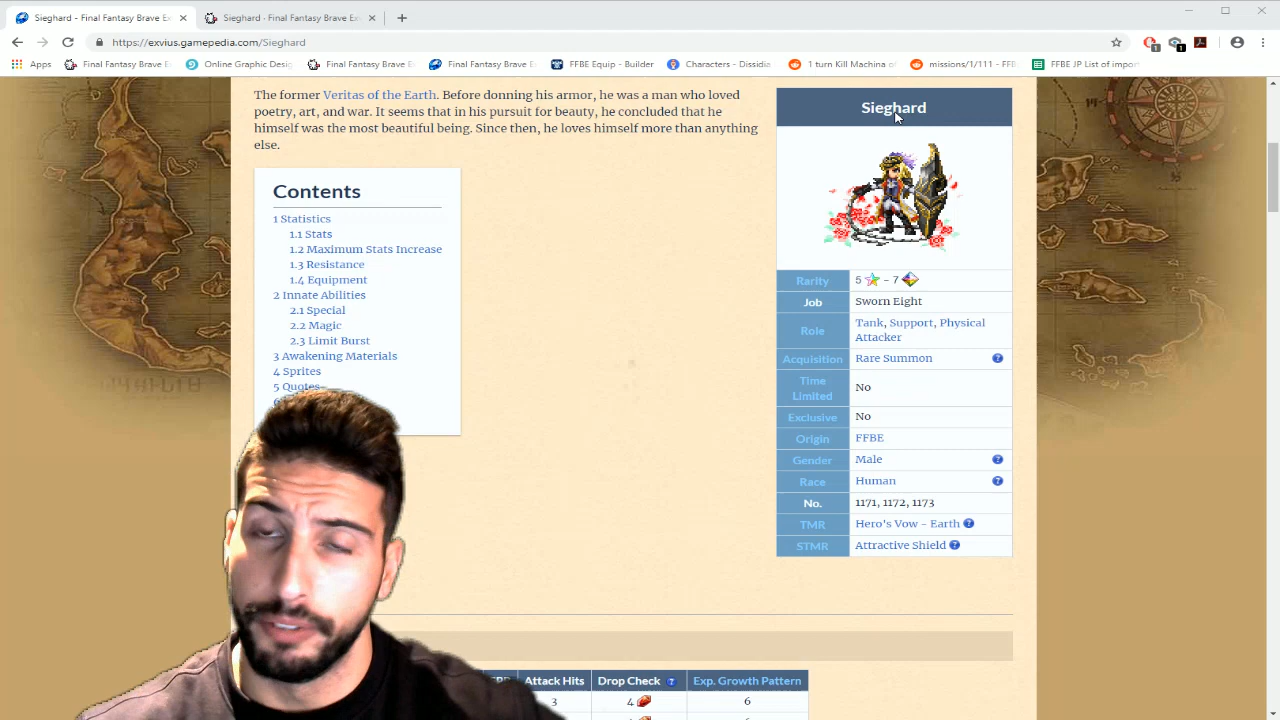 Sieghard - Final Fantasy Brave Ex
Sieghard - Final Fantasy Brave Ex
https://exvius.gamepedia.com/Sieghard
Apps
Final Fantasy Brave E
Online Graphic Desig
Final Fantasy Brave E
Final Fantasy Brave E
FFBE Equip - Builder
Characters - Dissidia
1 turn Kill Machina of
missions/1/111 - FFB
FFBE JP List of impor
The former Veritas of the Earth. Before donning his armor, he was a man who loved
poetry, art, and war. It seems that in his pursuit for beauty, he concluded that he
himself was the most beautiful being. Since then, he loves himself more than anything
else.
Contents
1 Statistics
1.1 Stats
1.2 Maximum Stats Increase
1.3 Resistance
1.4 Equipment
2 Innate Abilities
2.1 Special
2.2 Magic
2.3 Limit Burst
3 Awakening Materials
4 Sprites
5 Quotes
Sieghard
Rarity 5 – 7
Job Sworn Eight
Role Tank, Support, Physical
Attacker
Acquisition Rare Summon
Time
Limited No
Exclusive No
Origin FFBE
Gender Male
Race Human
No. 1171, 1172, 1173
TMR Hero's Vow - Earth
STMR Attractive Shield
Attack Hits Drop Check Exp. Growth Pattern
3 4 6